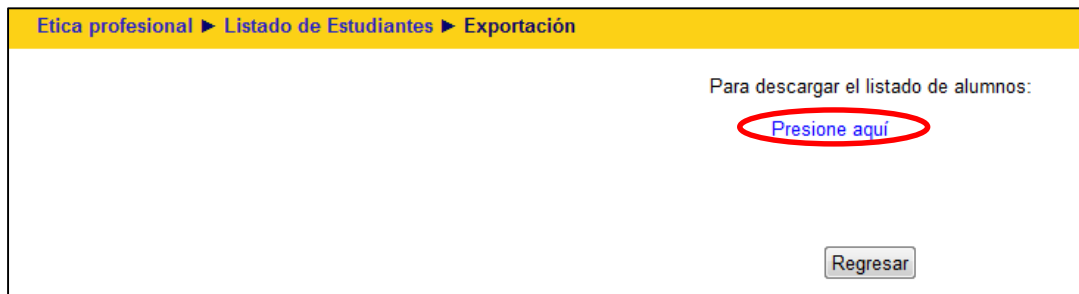 Etica profesional ► Listado de Estudiantes ► Exportación
Para descargar el listado de alumnos:
Presione aquí
Regresar